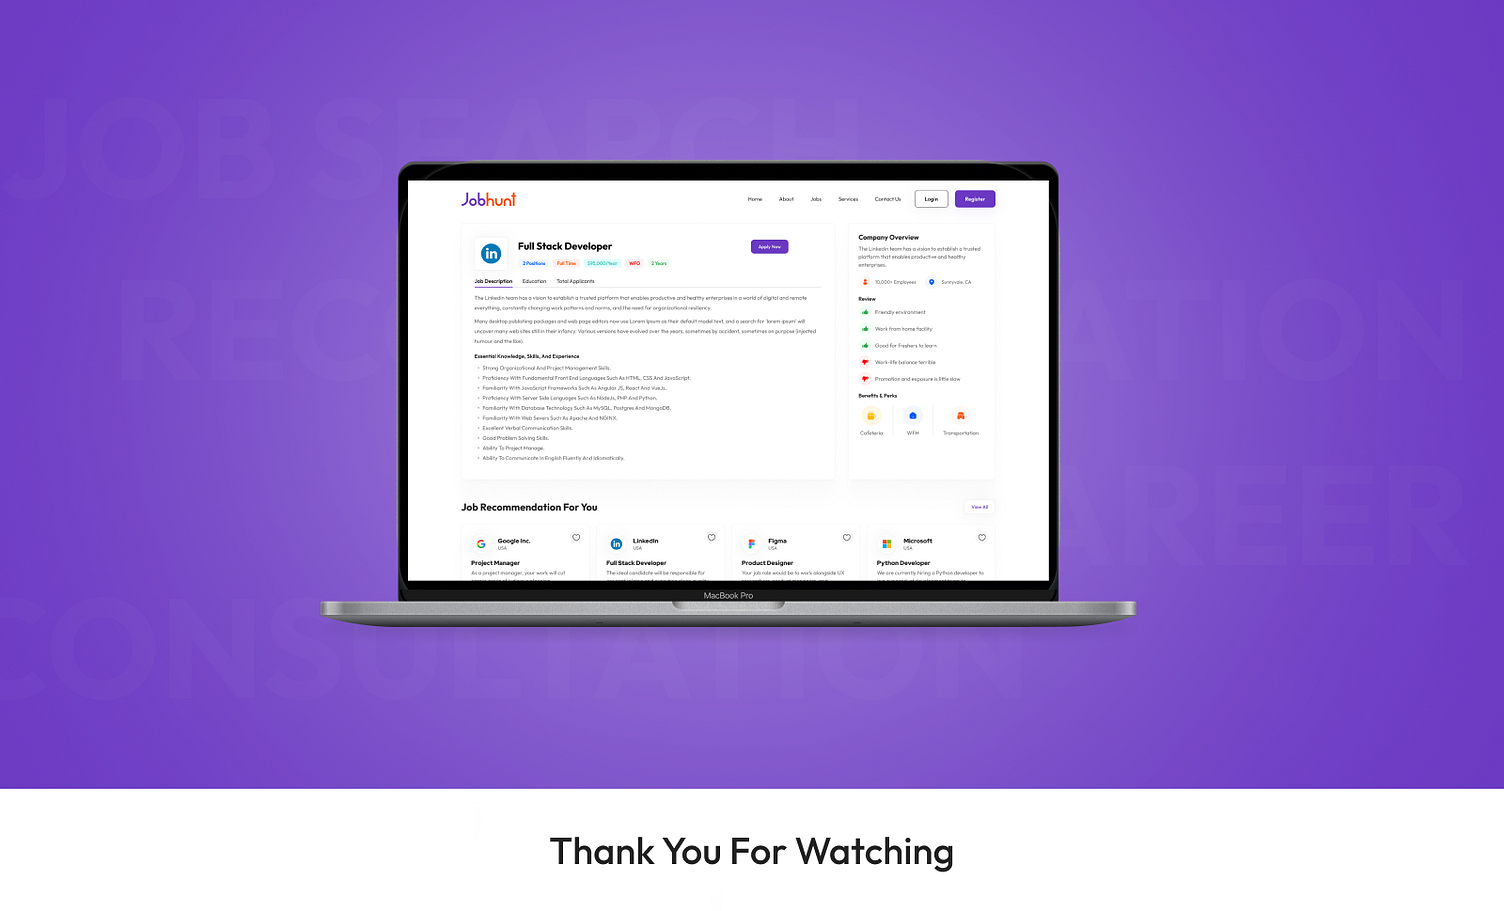 JOB SEARCH
CAREER
CONSULTATION
Jobhunt
Home About Jobs Services Contact Us Login Register
Full Stack Developer
Apply Now
2 Positions Full Time $95,000/Year WFO 2 Years
Job Description Education Total Applicants
The LinkedIn team has a vision to establish a trusted platform that enables productive and healthy enterprises in a world of digital and remote
everything, constantly changing work patterns and norms, and the need for organizational resiliency.
Many desktop publishing packages and web page editors now use Lorem Ipsum as their default model text, and a search for 'lorem ipsum' will
uncover many web sites still in their infancy. Various versions have evolved over the years, sometimes by accident, sometimes on purpose (injected
humour and the like).
Essential Knowledge, Skills, And Experience
Strong Organizational And Project Management Skills.
Proficiency With Fundamental Front End Languages Such As HTML, CSS And JavaScript.
Familiarity With JavaScript Frameworks Such As Angular JS, React And VueJs.
Proficiency With Server Side Languages Such As NodeJs, PHP And Python.
Familiarity With Database Technology Such As MySQL, Postgres And MongoDB.
Familiarity With Web Severs Such As Apache And NGINX.
Excellent Verbal Communication Skills.
Good Problem Solving Skills.
Ability To Project Manage.
Ability To Communicate In English Fluently And Idiomatically.
Company Overview
The LinkedIn team has a vision to establish a trusted
platform that enables productive and healthy
enterprises.
10,000+ Employees Sunnyvale, CA
Review
Friendly environment
Work from home facility
Good for Freshers to learn
Work-life balance terrible
Promotion and exposure is little slow
Benefits & Perks
Cafeteria WFH Transportation
Job Recommendation For You
View All
Google Inc.
USA
Project Manager
As a project manager, your work will cut
LinkedIn
USA
Full Stack Developer
The ideal candidate will be responsible for
Figma
USA
Product Designer
Your job role would be to work alongside UX
Microsoft
USA
Python Developer
We are currently hiring a Python developer to
MacBook Pro
Thank You For Watching